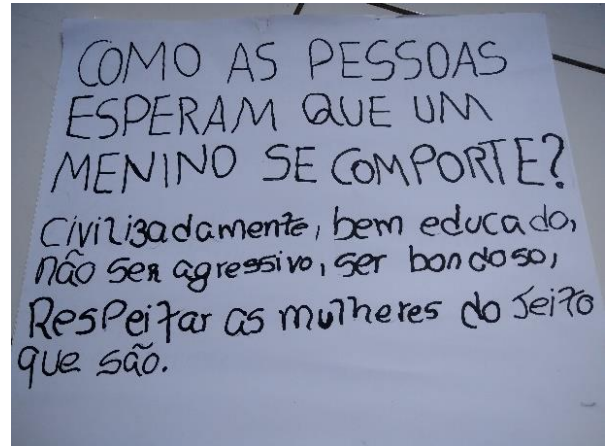 COMO AS PESSOAS
ESPERAM QUE UM
MENINO SE COMPORTE?
Civilizadamente, bem educado,
não ser agressivo, ser bondoso,
Respeitar as mulheres do Jeito
que são.